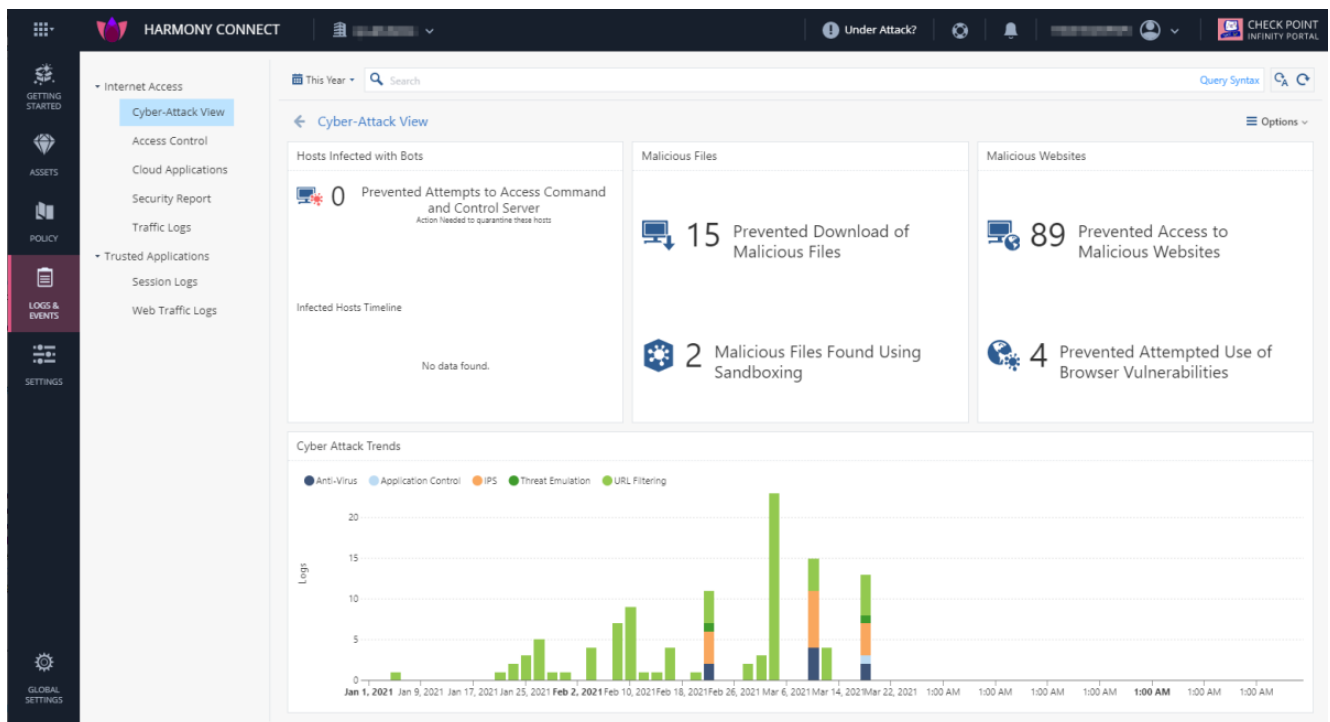 HARMONY CONNECT
Under Attack?
CHECK POINT
INFINITY PORTAL
GETTING
STARTED
ASSETS
POLICY
LOGS &
EVENTS
SETTINGS
GLOBAL
SETTINGS
Internet Access
Cyber-Attack View
Access Control
Cloud Applications
Security Report
Traffic Logs
Trusted Applications
Session Logs
Web Traffic Logs
This Year
Search
Query Syntax
Cyber-Attack View
Options
Hosts Infected with Bots
0 Prevented Attempts to Access Command
and Control Server
Action Needed to quarantine these hosts
Infected Hosts Timeline
No data found.
Malicious Files
15 Prevented Download of
Malicious Files
2 Malicious Files Found Using
Sandboxing
Malicious Websites
89 Prevented Access to
Malicious Websites
4 Prevented Attempted Use of
Browser Vulnerabilities
Cyber Attack Trends
Anti-Virus Application Control IPS Threat Emulation URL Filtering
Logs
20
15
10
5
0
Jan 1, 2021 Jan 9, 2021 Jan 17, 2021 Jan 25, 2021 Feb 2, 2021 Feb 10, 2021 Feb 18, 2021 Feb 26, 2021 Mar 6, 2021 Mar 14, 2021 Mar 22, 2021 1:00 AM 1:00 AM 1:00 AM 1:00 AM 1:00 AM 1:00 AM 1:00 AM